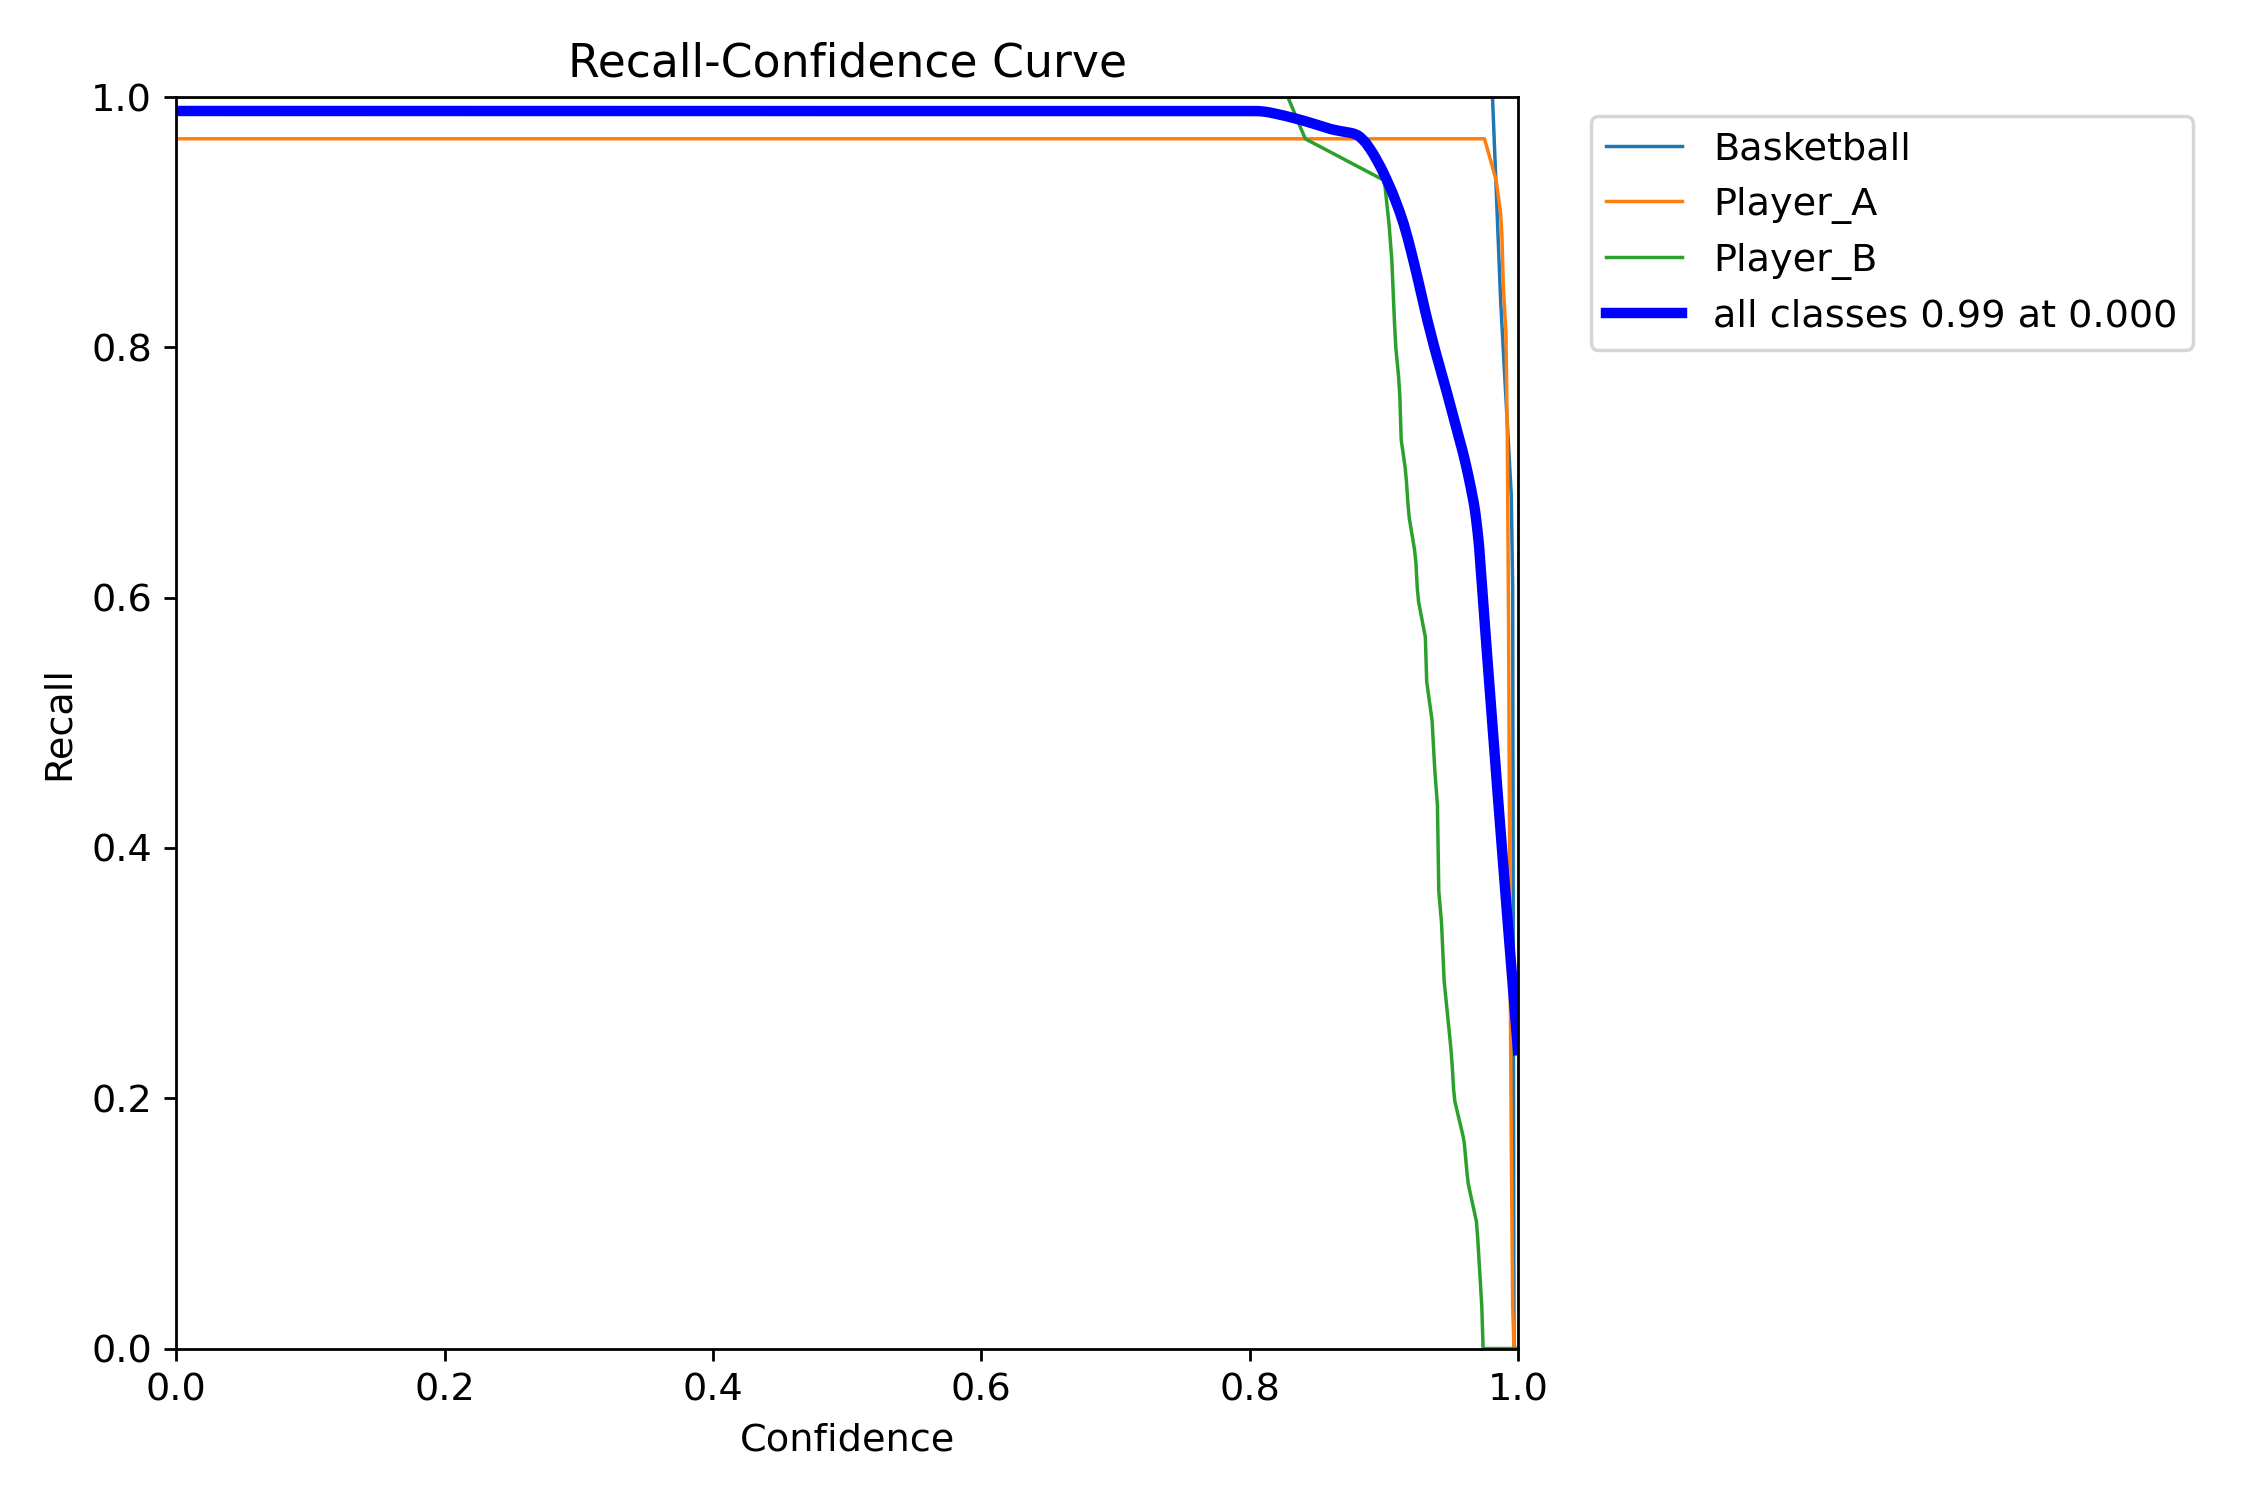 Recall-Confidence Curve
1.0
0.8
0.6
0.4
0.2
0.0
Recall
0.0 0.2 0.4 0.6 0.8 1.0
Confidence
Basketball
Player_A
Player_B
all classes 0.99 at 0.000